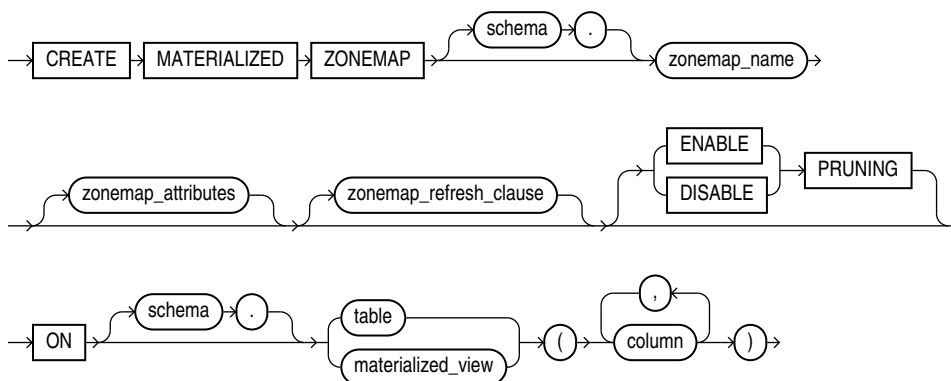 CREATE MATERIALIZED ZONEMAP schema . zonemap_name
zonemap_attributes zonemap_refresh_clause ENABLE DISABLE PRUNING
ON schema . table materialized_view ( , column )